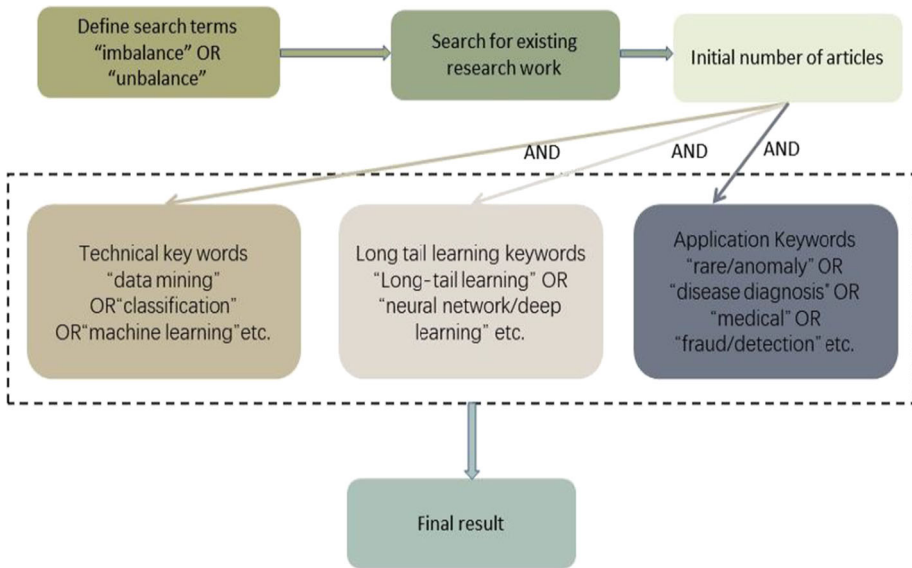 Define search terms
“imbalance” OR
“unbalance”
Search for existing
research work
Initial number of articles
AND
AND
AND
Technical key words
“data mining”
OR“classification”
OR“machine learning”etc.
Long tail learning keywords
“Long-tail learning” OR
“neural network/deep
learning” etc.
Application Keywords
“rare/anomaly” OR
“disease diagnosis” OR
“medical” OR
“fraud/detection” etc.
Final result